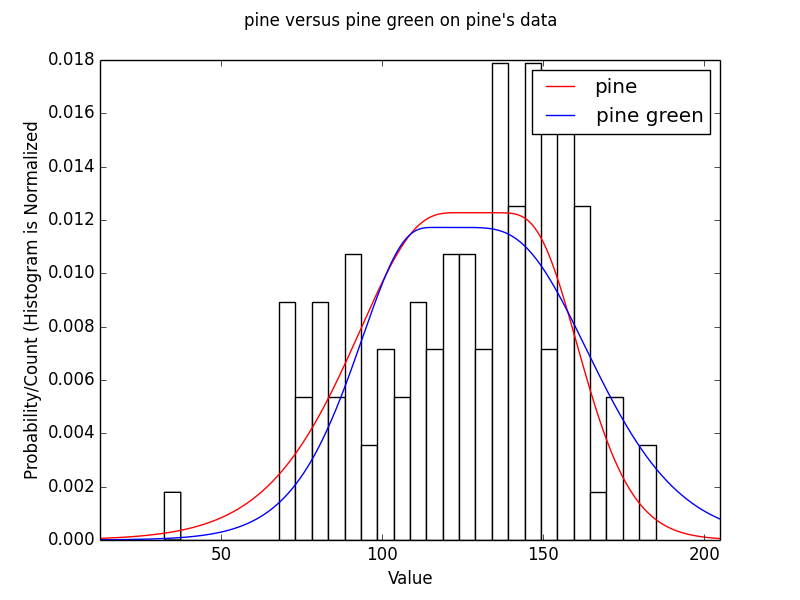 pine versus pine green on pine's data
0.018
0.016
0.014
0.012
0.010
0.008
0.006
0.004
0.002
0.000
Probability/Count (Histogram is Normalized
pine
pine green
50
100
150
200
Value